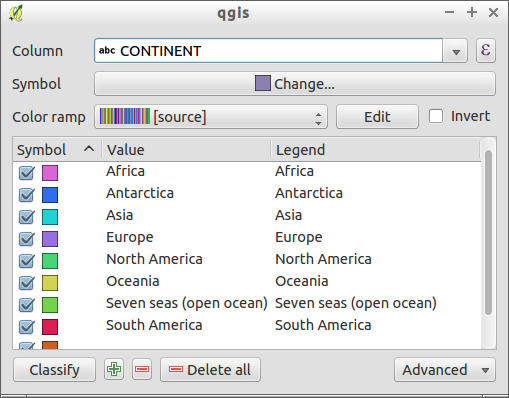 qgis
Column abc CONTINENT ε
Symbol Change...
Color ramp [source] Edit Invert
Symbol Value Legend
Africa Africa
Antarctica Antarctica
Asia Asia
Europe Europe
North America North America
Oceania Oceania
Seven seas (open ocean) Seven seas (open ocean)
South America South America
Classify Delete all Advanced